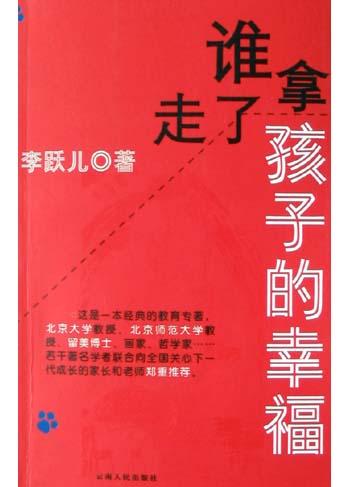 谁拿
走了
孩子的幸福
李跃儿◎著
这是一本经典的教育专著，
北京大学教授、北京师范大学教
授、留美博士、画家、哲学家……
若干著名学者联合向全国关心下一
代成长的家长和老师郑重推荐。
云南人民出版社